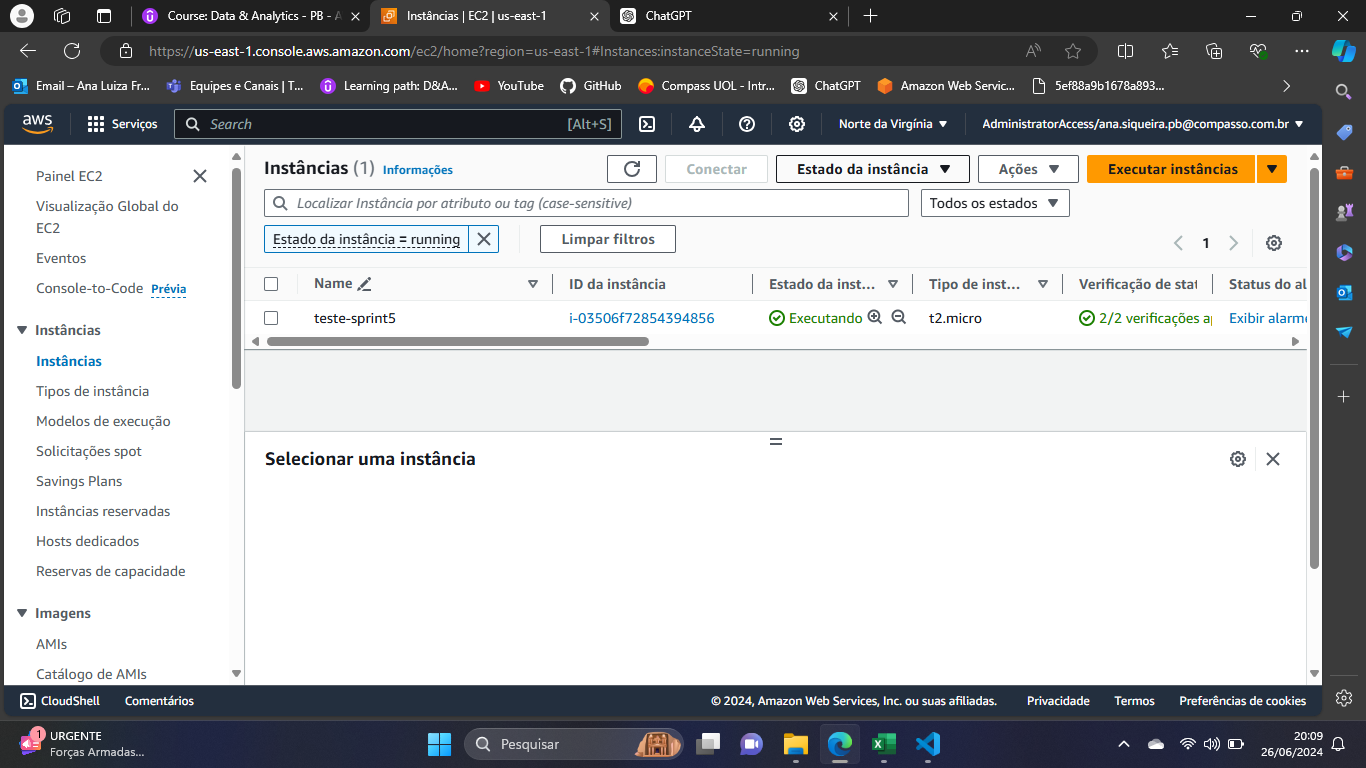 Course: Data & Analytics - PB - A
Instâncias | EC2 | us-east-1
ChatGPT
https://us-east-1.console.aws.amazon.com/ec2/home?region=us-east-1#Instances:instanceState=running
Email – Ana Luiza Fr...
Equipes e Canais | T...
Learning path: D&A...
YouTube
GitHub
Compass UOL - Intr...
ChatGPT
Amazon Web Servic...
5ef88a9b1678a893...
aws
Serviços
Search
[Alt+S]
Norte da Virgínia
AdministratorAccess/ana.siqueira.pb@compasso.com.br
Painel EC2
Visualização Global do
EC2
Eventos
Console-to-Code Prévia
Instâncias
Instâncias
Tipos de instância
Modelos de execução
Solicitações spot
Savings Plans
Instâncias reservadas
Hosts dedicados
Reservas de capacidade
Imagens
AMIs
Catálogo de AMIs
Instâncias (1) Informações
Conectar
Estado da instância
Ações
Executar instâncias
Localizar Instância por atributo ou tag (case-sensitive)
Todos os estados
Estado da instância = running
Limpar filtros
1
Name
ID da instância
Estado da inst...
Tipo de inst...
Verificação de stat
Status do al
teste-sprint5
i-03506f72854394856
Executando
t2.micro
2/2 verificações a
Exibir alarme
Selecionar uma instância
CloudShell
Comentários
© 2024, Amazon Web Services, Inc. ou suas afiliadas.
Privacidade
Termos
Preferências de cookies
1
URGENTE
Forças Armadas...
Pesquisar
20:09
26/06/2024